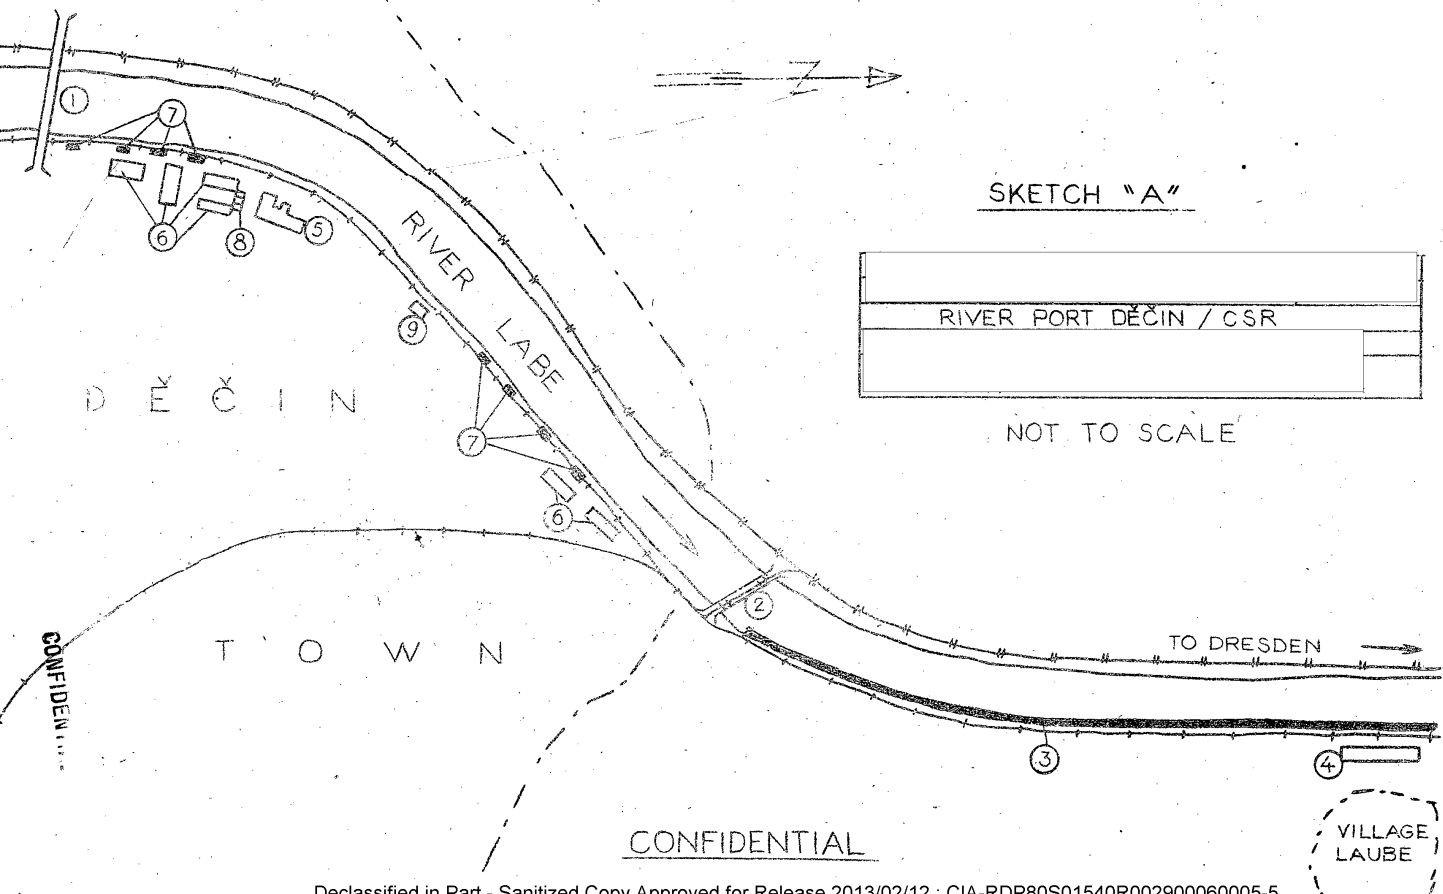 N
SKETCH "A"
RIVER PORT DĚČIN / CSR
NOT TO SCALE
1
7
6
8
5
RIVER
LABE
9
DĚČIN
7
6
2
TOWN
TO DRESDEN
3
4
VILLAGE
LAUBE
CONFIDENTIAL
Declassified in Part - Sanitized Copy Approved for Release 2013/02/12 : CIA-RDP80S01540R002900060005-5